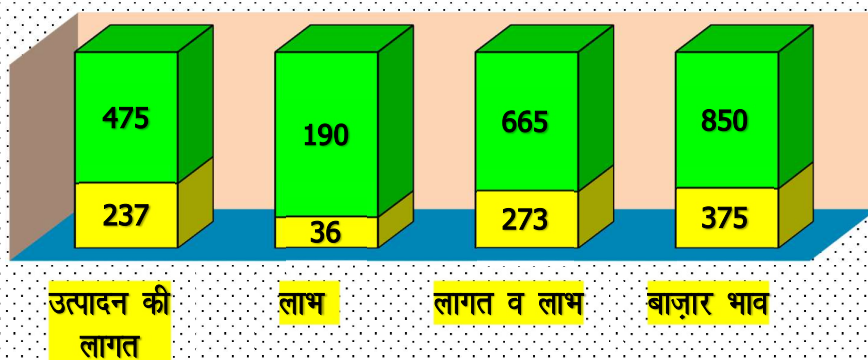 475 190 665 850
237 36 273 375
उत्पादन की लाभ लागत व लाभ बाज़ार भाव
लागत